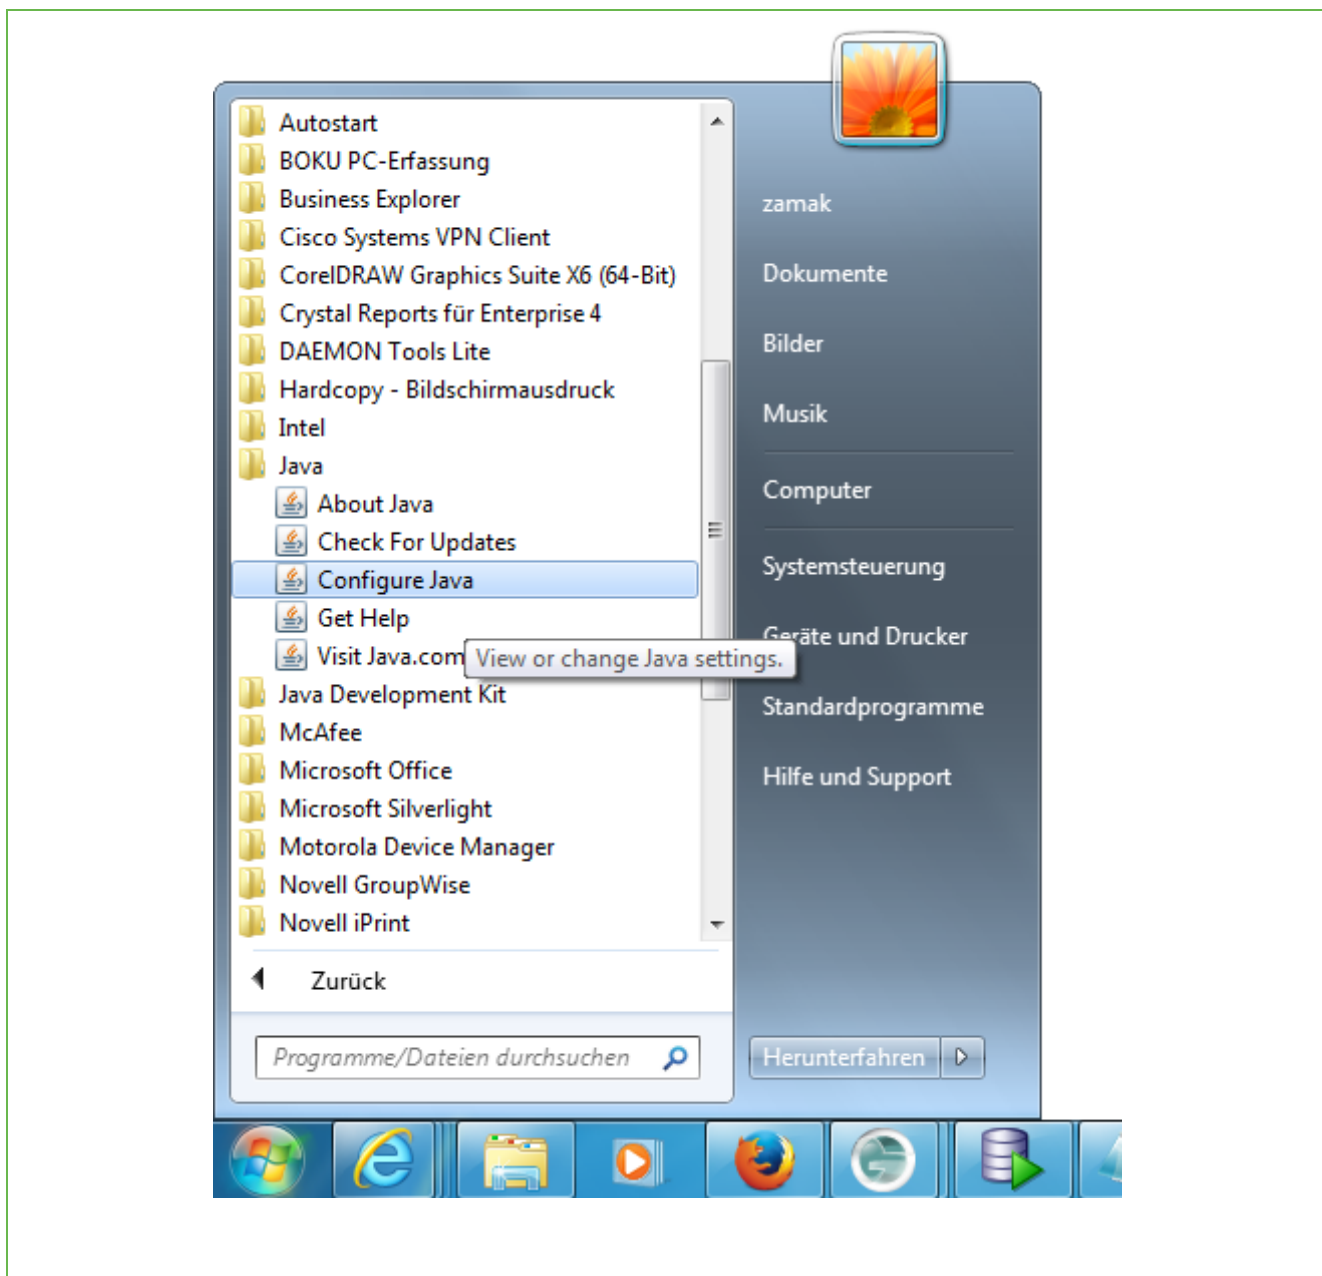 Autostart
BOKU PC-Erfassung
Business Explorer
Cisco Systems VPN Client
CorelDRAW Graphics Suite X6 (64-Bit)
Crystal Reports für Enterprise 4
DAEMON Tools Lite
Hardcopy - Bildschirmausdruck
Intel
Java
About Java
Check For Updates
Configure Java
Get Help
Visit Java.com
View or change Java settings.
Java Development Kit
McAfee
Microsoft Office
Microsoft Silverlight
Motorola Device Manager
Novell GroupWise
Novell iPrint
Zurück
Programme/Dateien durchsuchen
zamak
Dokumente
Bilder
Musik
Computer
Systemsteuerung
Geräte und Drucker
Standardprogramme
Hilfe und Support
Herunterfahren